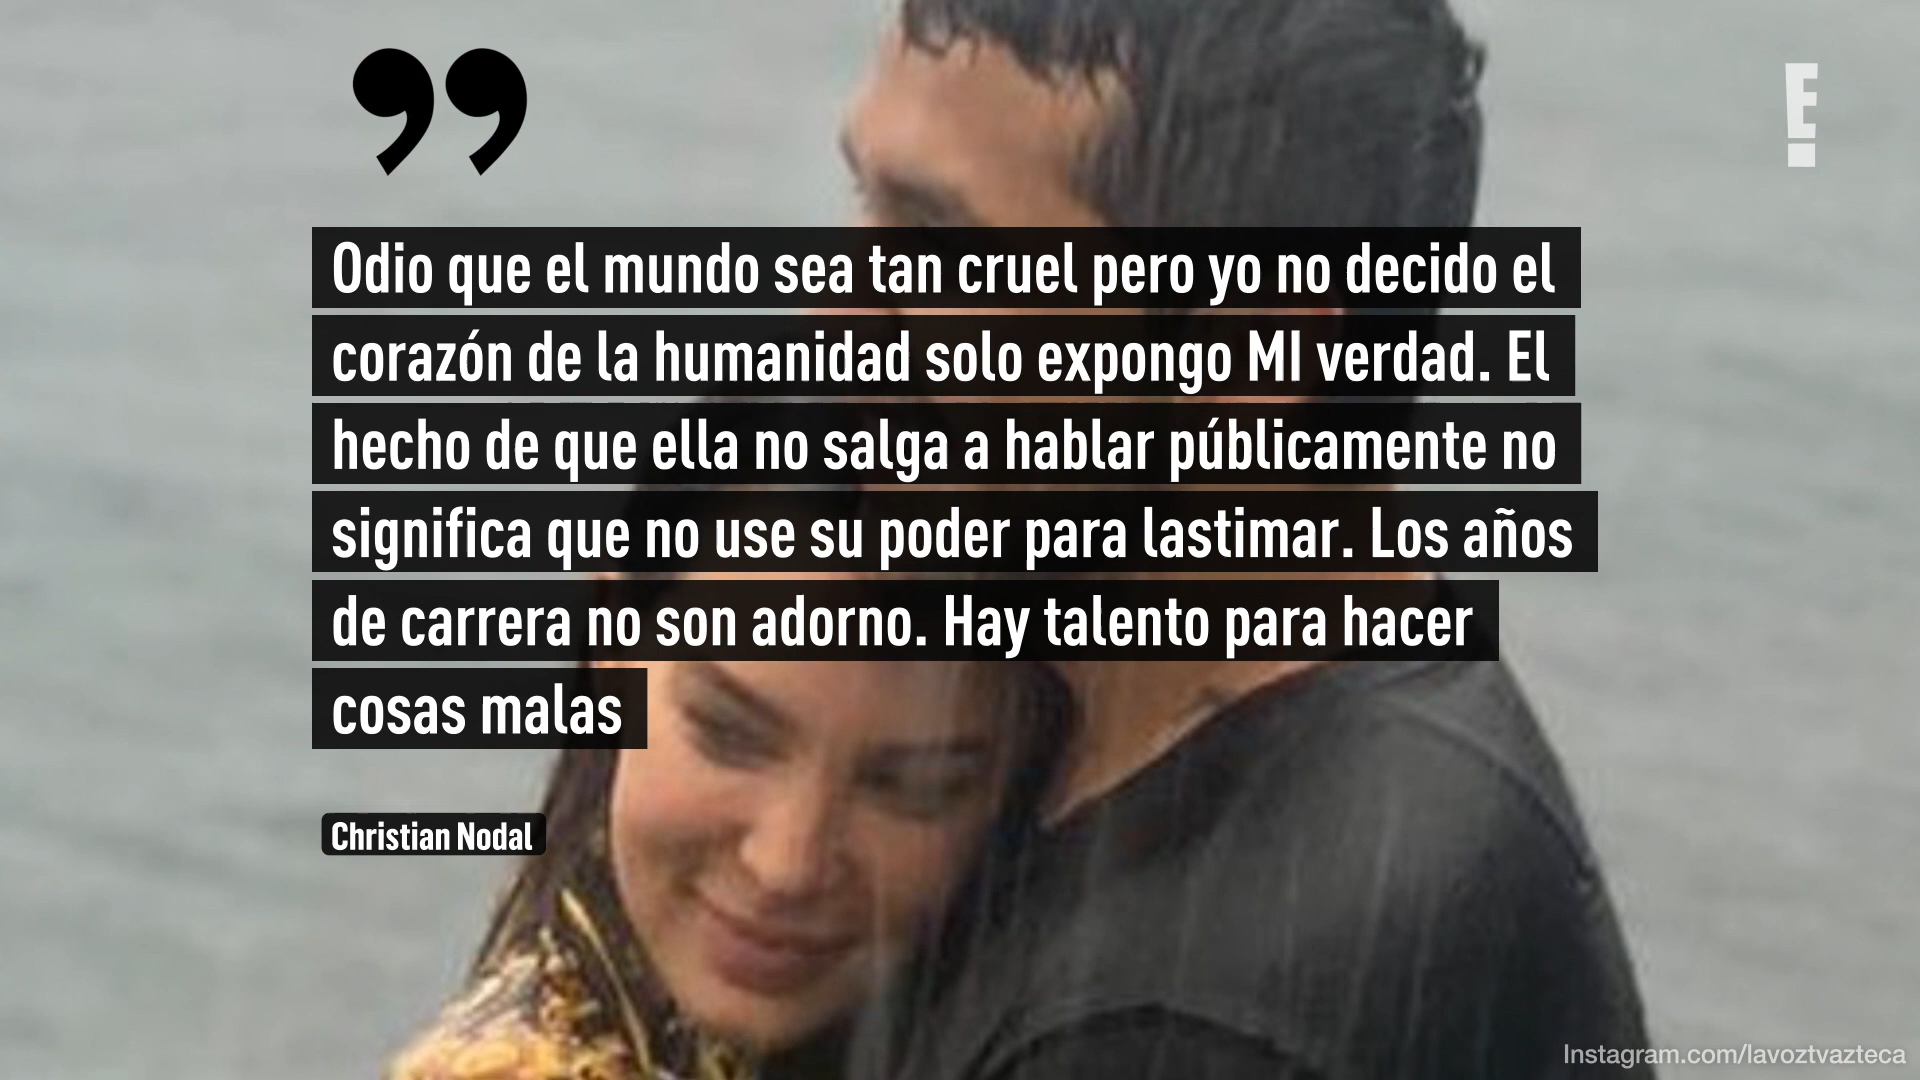 ”
E!
Odio que el mundo sea tan cruel pero yo no decido el
corazón de la humanidad solo expongo MI verdad. El
hecho de que ella no salga a hablar públicamente no
significa que no use su poder para lastimar. Los años
de carrera no son adorno. Hay talento para hacer
cosas malas
Christian Nodal
Instagram.com/lavoztvazteca